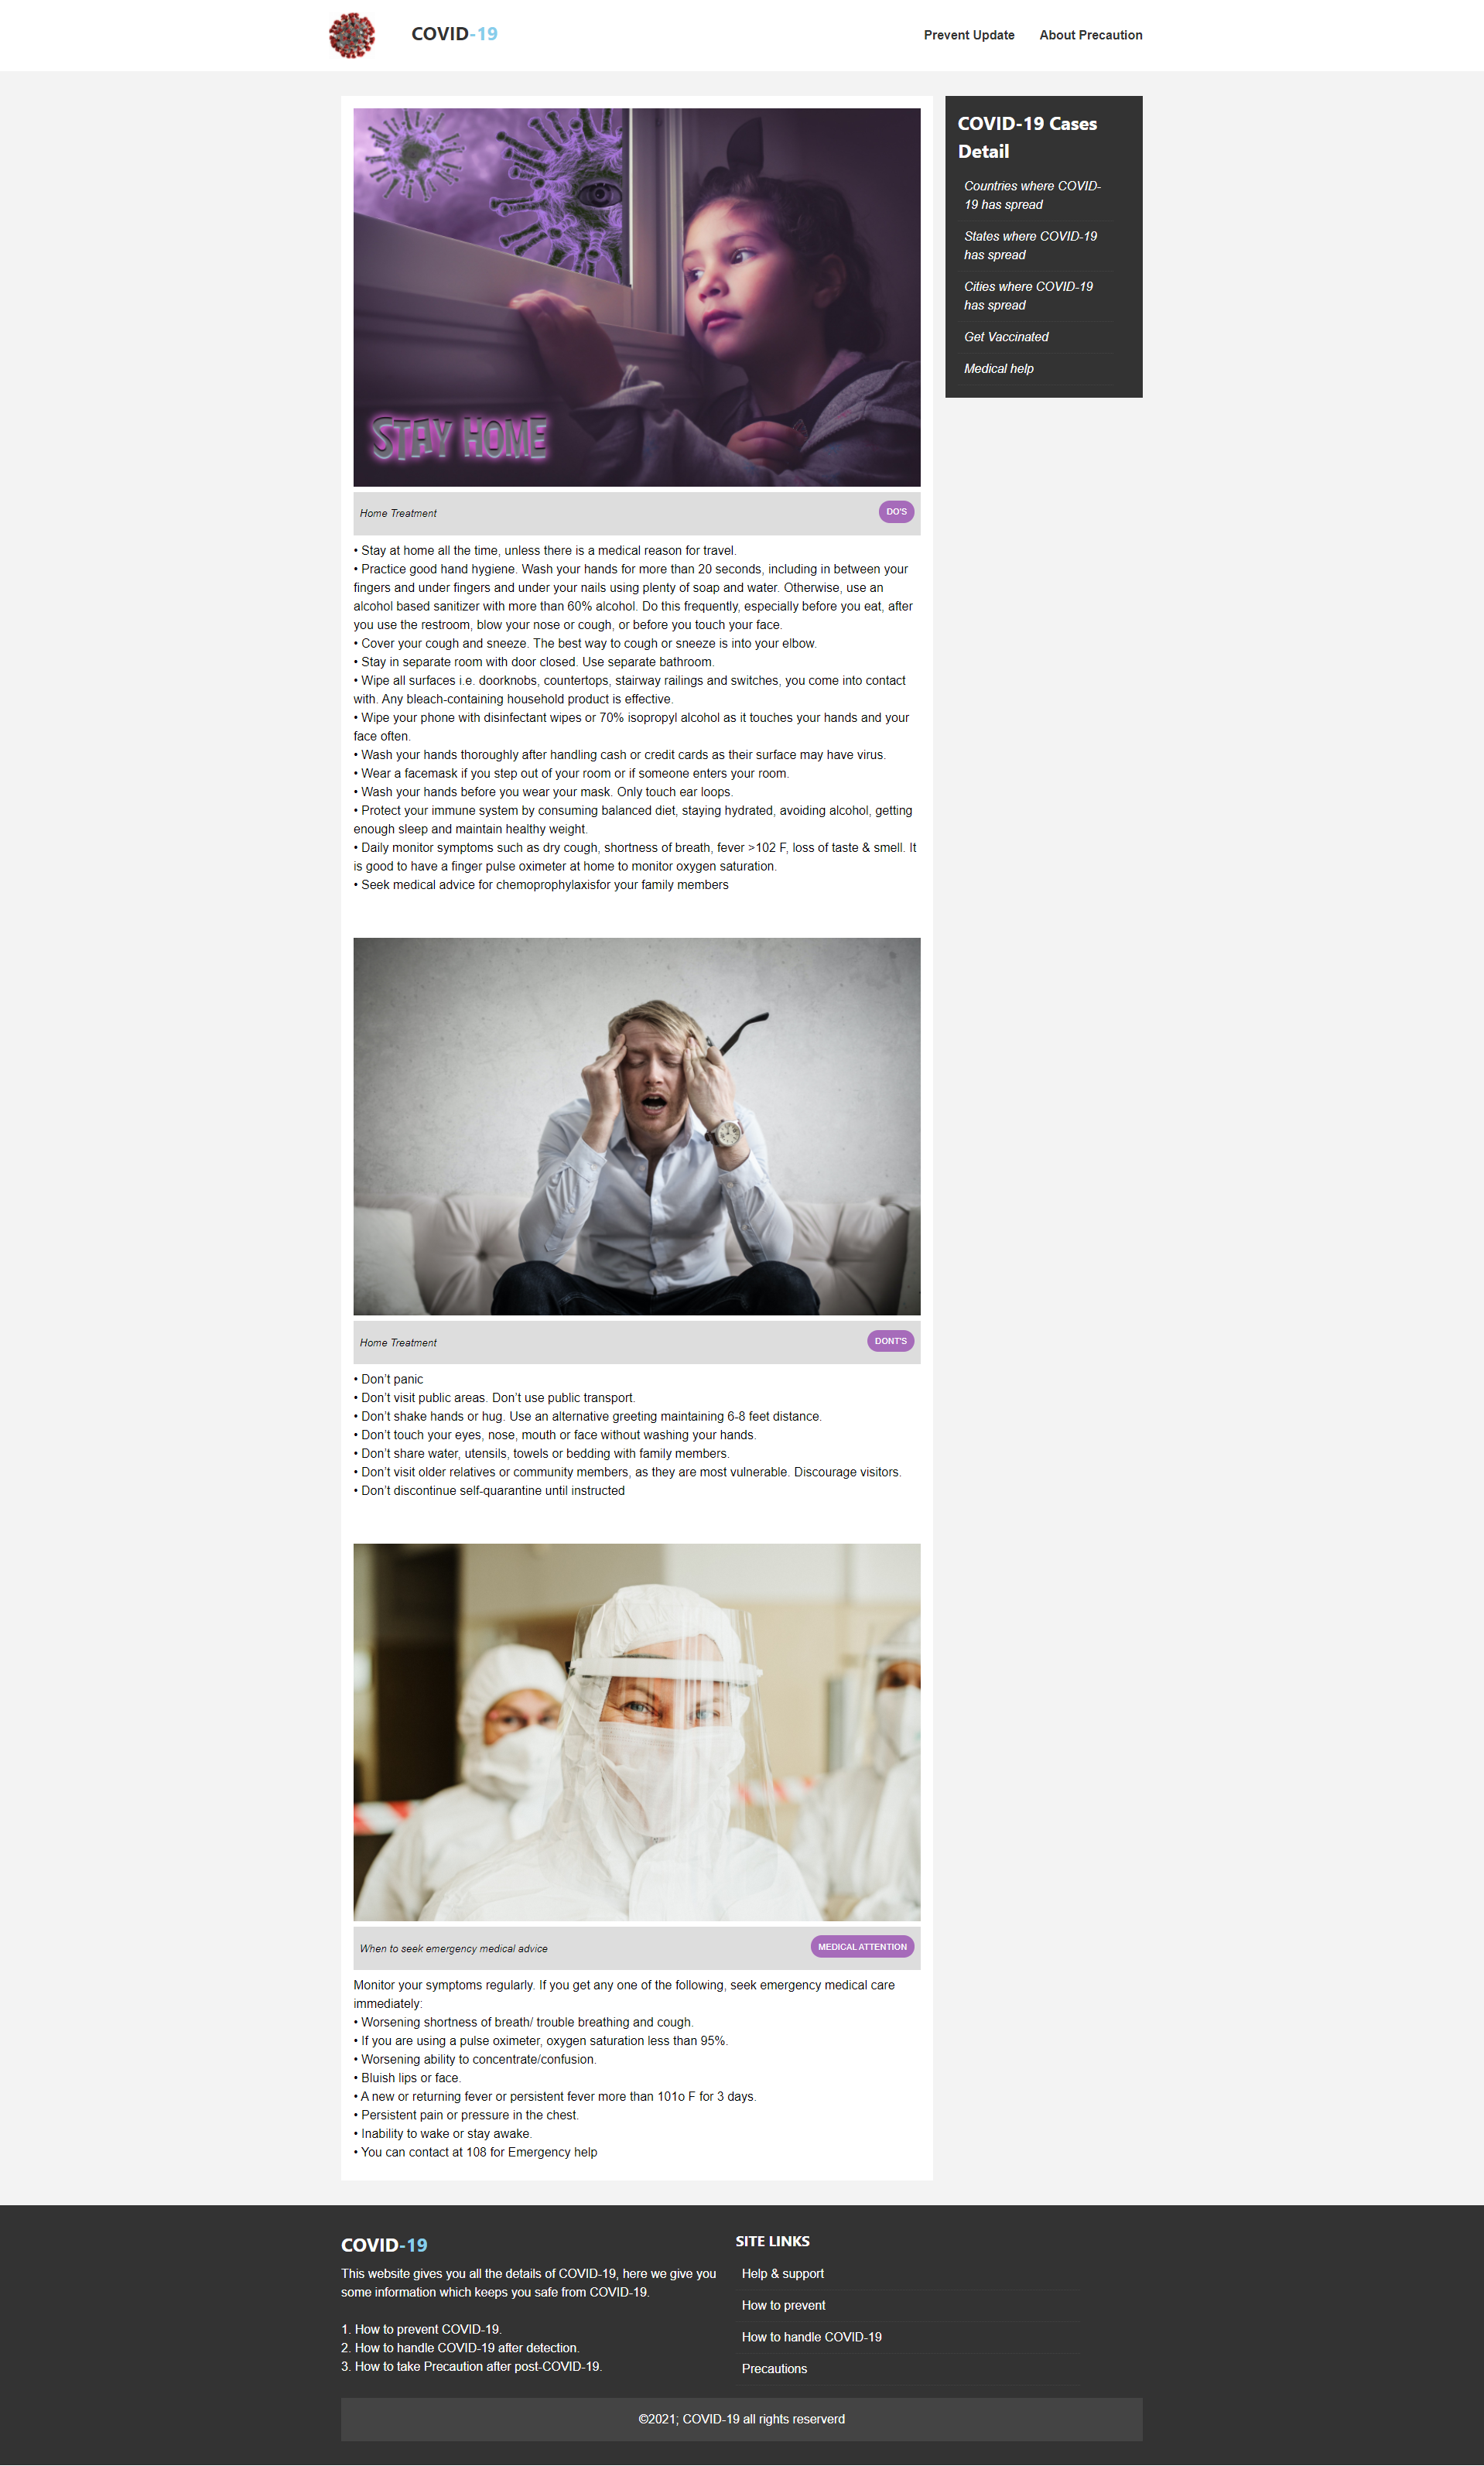 COVID-19
Prevent Update
About Precaution
STAY HOME
Home Treatment
DO'S
• Stay at home all the time, unless there is a medical reason for travel.
• Practice good hand hygiene. Wash your hands for more than 20 seconds, including in between your
fingers and under fingers and under your nails using plenty of soap and water. Otherwise, use an
alcohol based sanitizer with more than 60% alcohol. Do this frequently, especially before you eat, after
you use the restroom, blow your nose or cough, or before you touch your face.
• Cover your cough and sneeze. The best way to cough or sneeze is into your elbow.
• Stay in separate room with door closed. Use separate bathroom.
• Wipe all surfaces i.e. doorknobs, countertops, stairway railings and switches, you come into contact
with. Any bleach-containing household product is effective.
• Wipe your phone with disinfectant wipes or 70% isopropyl alcohol as it touches your hands and your
face often.
• Wash your hands thoroughly after handling cash or credit cards as their surface may have virus.
• Wear a facemask if you step out of your room or if someone enters your room.
• Wash your hands before you wear your mask. Only touch ear loops.
• Protect your immune system by consuming balanced diet, staying hydrated, avoiding alcohol, getting
enough sleep and maintain healthy weight.
• Daily monitor symptoms such as dry cough, shortness of breath, fever >102 F, loss of taste & smell. It
is good to have a finger pulse oximeter at home to monitor oxygen saturation.
• Seek medical advice for chemoprophylaxisfor your family members
Home Treatment
DONT'S
• Don’t panic
• Don’t visit public areas. Don’t use public transport.
• Don’t shake hands or hug. Use an alternative greeting maintaining 6-8 feet distance.
• Don’t touch your eyes, nose, mouth or face without washing your hands.
• Don’t share water, utensils, towels or bedding with family members.
• Don’t visit older relatives or community members, as they are most vulnerable. Discourage visitors.
• Don’t discontinue self-quarantine until instructed
When to seek emergency medical advice
MEDICAL ATTENTION
Monitor your symptoms regularly. If you get any one of the following, seek emergency medical care
immediately:
• Worsening shortness of breath/ trouble breathing and cough.
• If you are using a pulse oximeter, oxygen saturation less than 95%.
• Worsening ability to concentrate/confusion.
• Bluish lips or face.
• A new or returning fever or persistent fever more than 101o F for 3 days.
• Persistent pain or pressure in the chest.
• Inability to wake or stay awake.
• You can contact at 108 for Emergency help
COVID-19 Cases
Detail
Countries where COVID-
19 has spread
States where COVID-19
has spread
Cities where COVID-19
has spread
Get Vaccinated
Medical help
COVID-19
This website gives you all the details of COVID-19, here we give you
some information which keeps you safe from COVID-19.
1. How to prevent COVID-19.
2. How to handle COVID-19 after detection.
3. How to take Precaution after post-COVID-19.
SITE LINKS
Help & support
How to prevent
How to handle COVID-19
Precautions
©2021; COVID-19 all rights reserverd